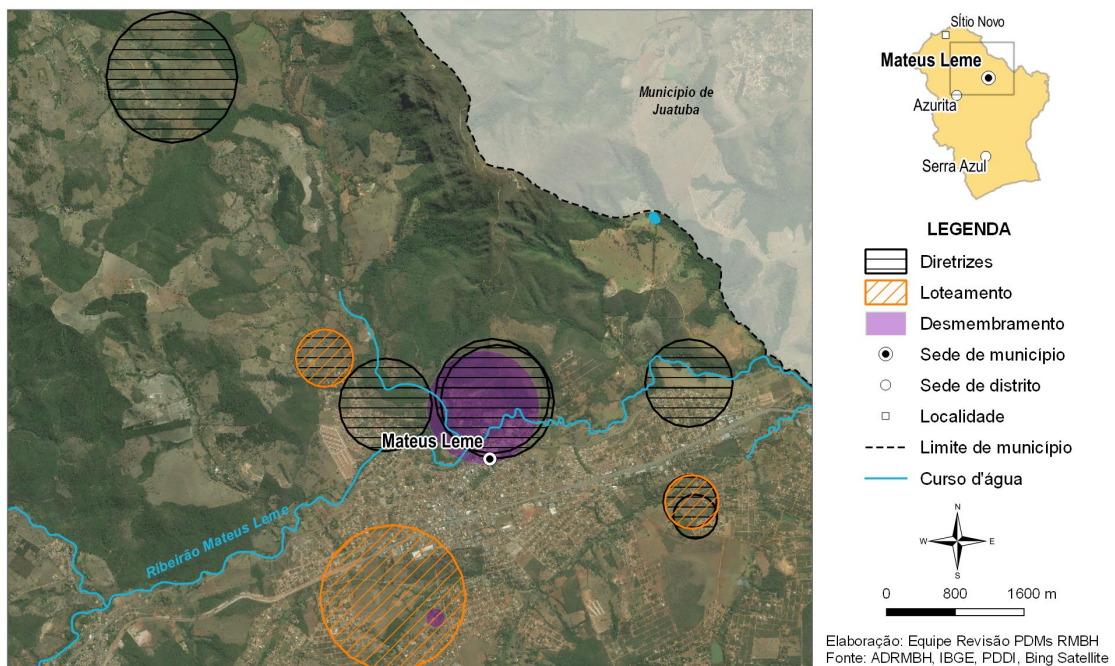 Município de
Juatuba
Mateus Leme
Ribeirão Mateus Leme
Sítio Novo
Mateus Leme
Azurita
Serra Azul
LEGENDA
Diretrizes
Loteamento
Desmembramento
Sede de município
Sede de distrito
Localidade
Limite de município
Curso d'água
N
W
E
S
0 800 1600 m
Elaboração: Equipe Revisão PDMs RMBH
Fonte: ADRMBH, IBGE, PDDI, Bing Satellite